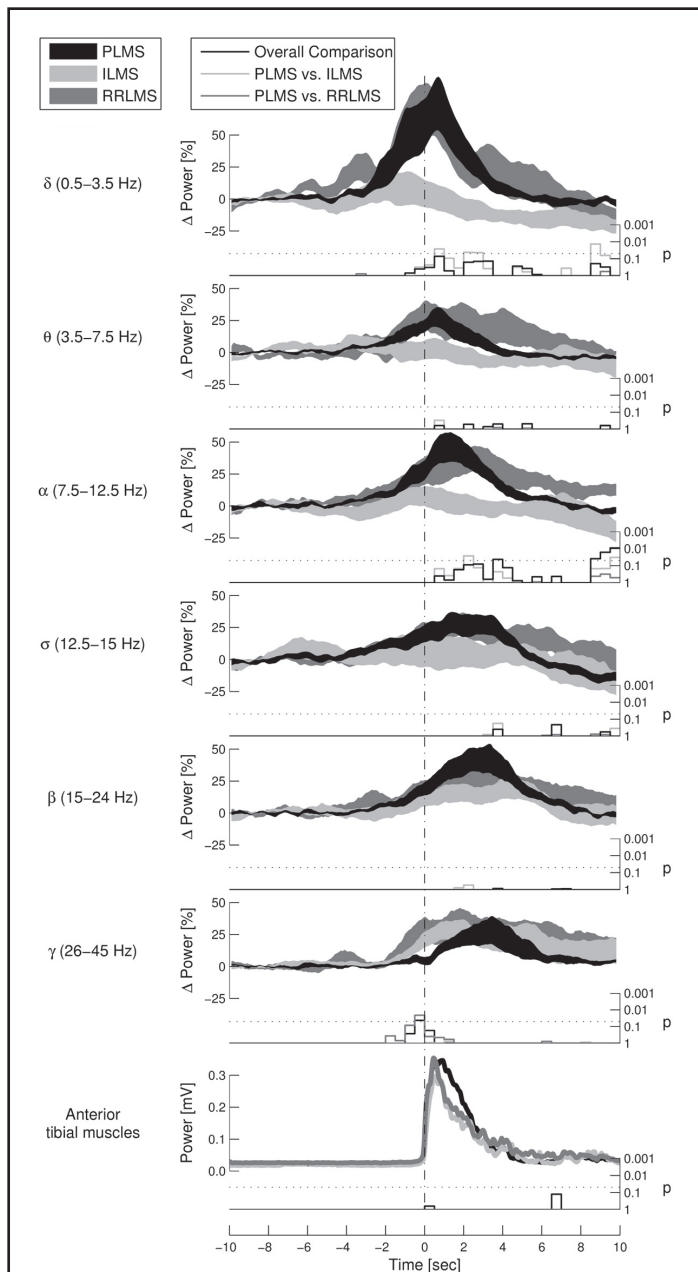 PLMS
ILMS
RRLMS
Overall Comparison
PLMS vs. ILMS
PLMS vs. RRLMS
δ (0.5–3.5 Hz)
Δ Power [%]
50
25
0
−25
0.001
0.01
0.1
1
p
θ (3.5–7.5 Hz)
Δ Power [%]
50
25
0
−25
0.001
0.01
0.1
1
p
α (7.5–12.5 Hz)
Δ Power [%]
50
25
0
−25
0.001
0.01
0.1
1
p
σ (12.5–15 Hz)
Δ Power [%]
50
25
0
−25
0.001
0.01
0.1
1
p
β (15–24 Hz)
Δ Power [%]
50
25
0
−25
0.001
0.01
0.1
1
p
γ (26–45 Hz)
Δ Power [%]
50
25
0
−25
0.001
0.01
0.1
1
p
Anterior
tibial muscles
Power [mV]
0.3
0.2
0.1
0.0
0.001
0.01
0.1
1
p
−10 −8 −6 −4 −2 0 2 4 6 8 10
Time [sec]